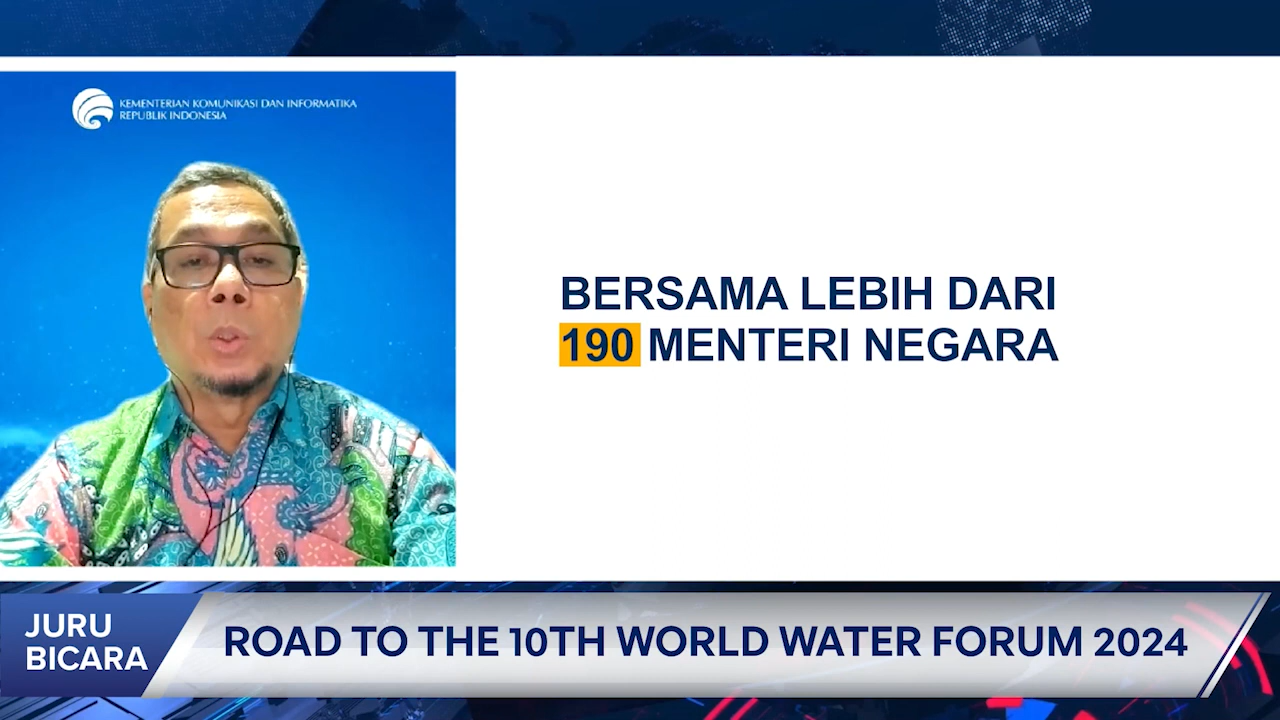 KEMENTERIAN KOMUNIKASI DAN INFORMATIKA
REPUBLIK INDONESIA
BERSAMA LEBIH DARI
190 MENTERI NEGARA
JURU
BICARA
ROAD TO THE 10TH WORLD WATER FORUM 2024